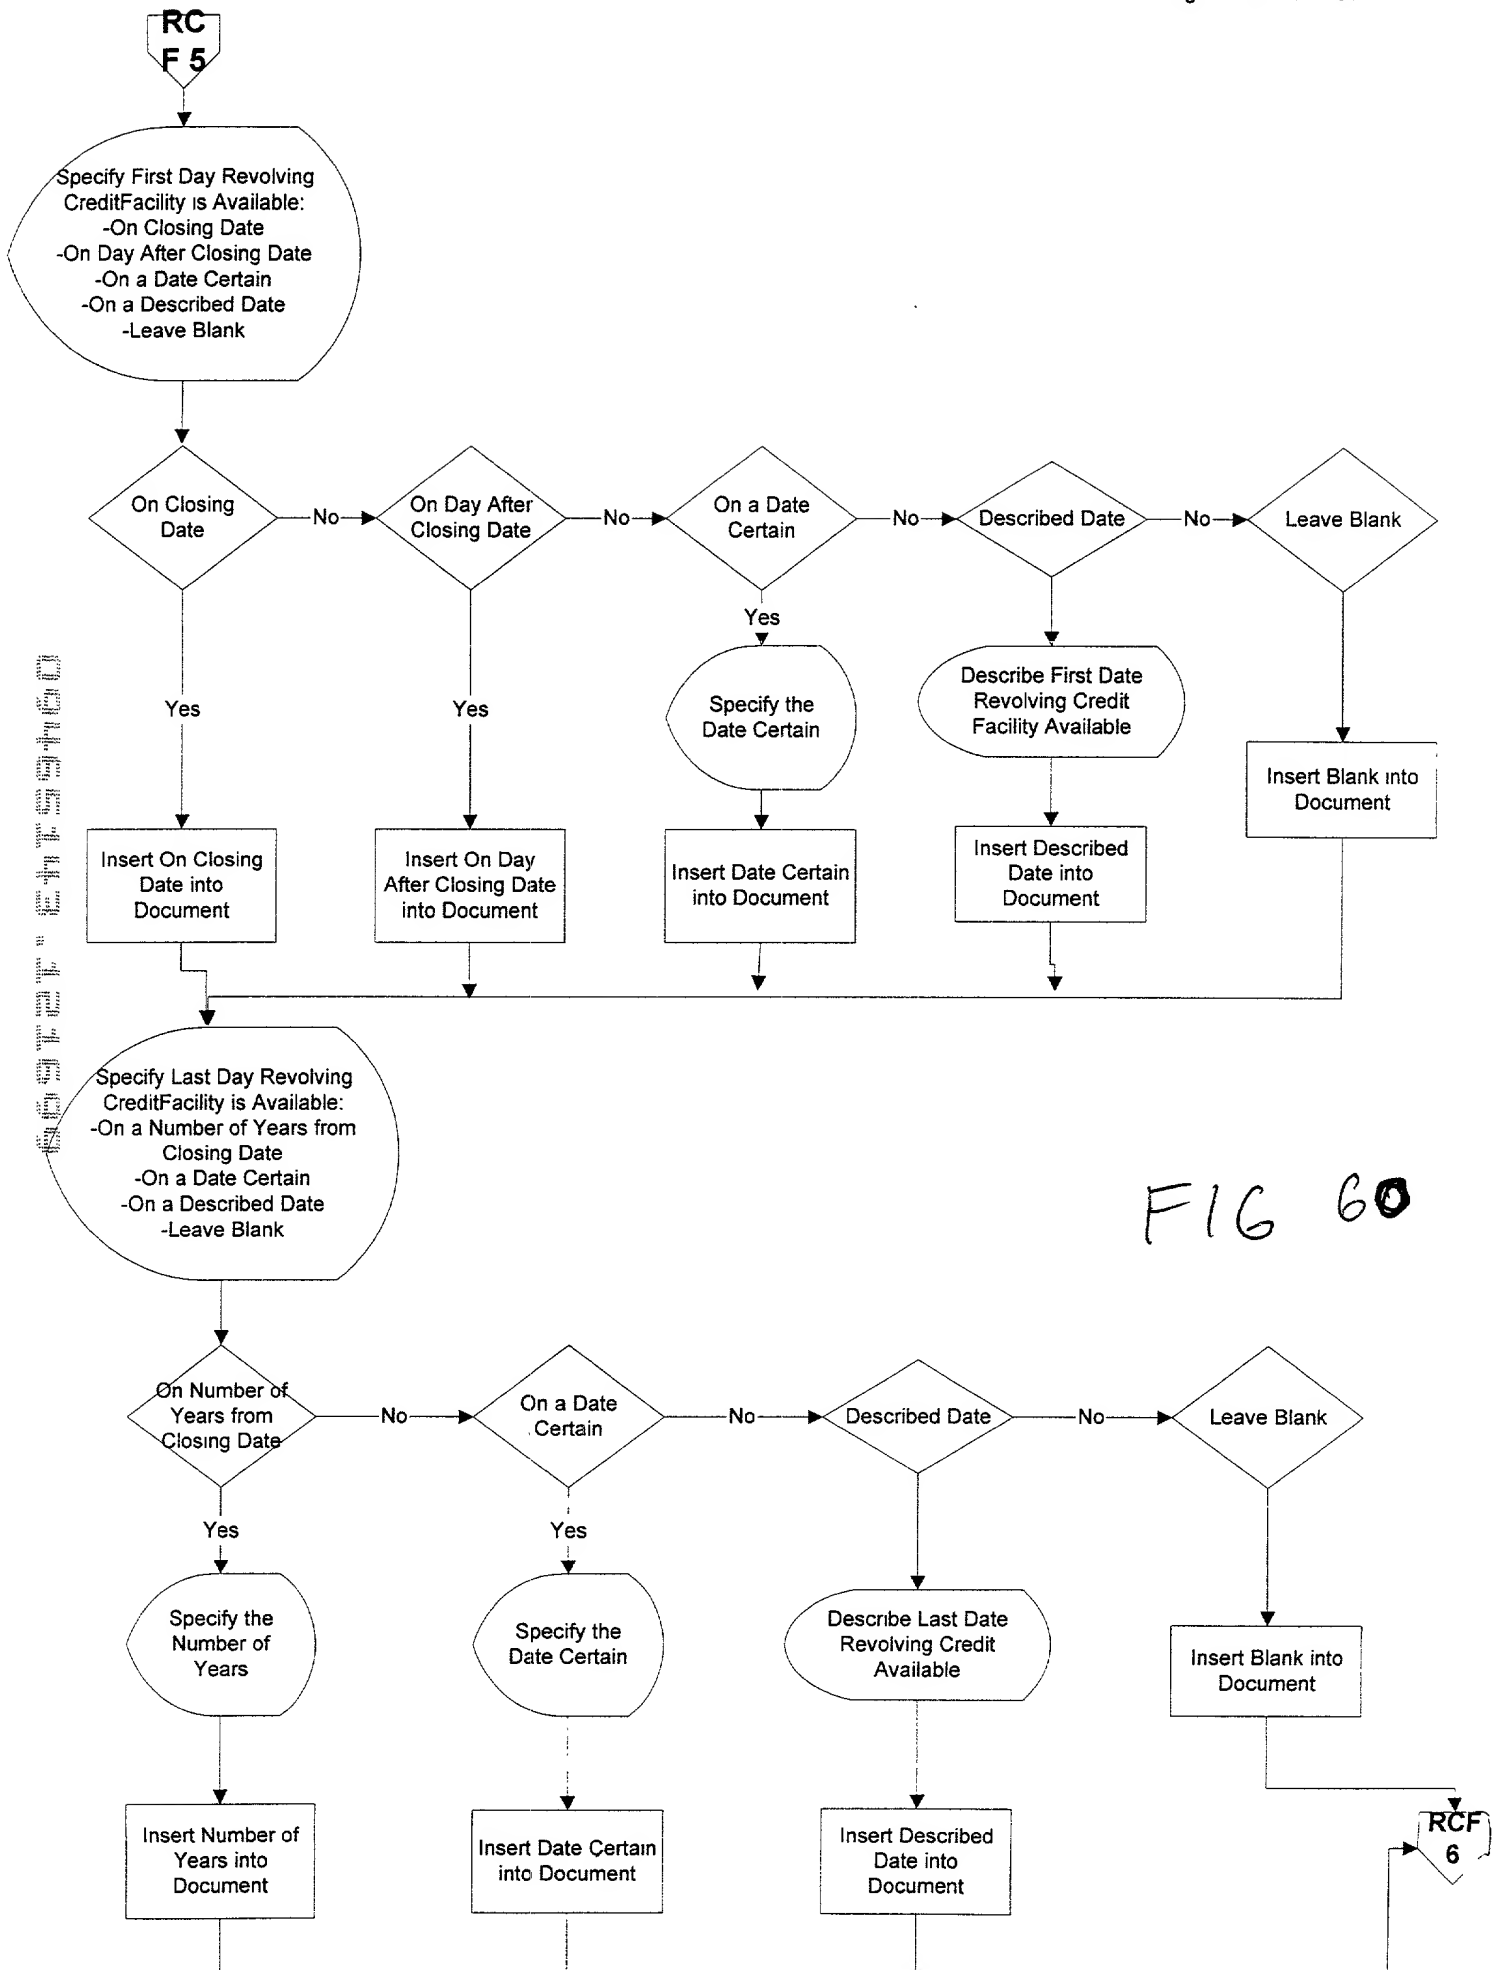 RC
F 5
Specify First Day Revolving
CreditFacility is Available:
-On Closing Date
-On Day After Closing Date
-On a Date Certain
-On a Described Date
-Leave Blank
On Closing
Date
No
On Day After
Closing Date
No
On a Date
Certain
No
Described Date
No
Leave Blank
Yes
Yes
Yes
Specify the
Date Certain
Describe First Date
Revolving Credit
Facility Available
Insert Blank into
Document
Insert On Closing
Date into
Document
Insert On Day
After Closing Date
into Document
Insert Date Certain
into Document
Insert Described
Date into
Document
Specify Last Day Revolving
CreditFacility is Available:
-On a Number of Years from
Closing Date
-On a Date Certain
-On a Described Date
-Leave Blank
FIG 60
On Number of
Years from
Closing Date
No
On a Date
Certain
No
Described Date
No
Leave Blank
Yes
Yes
Specify the
Number of
Years
Specify the
Date Certain
Describe Last Date
Revolving Credit
Available
Insert Blank into
Document
Insert Number of
Years into
Document
Insert Date Certain
into Document
Insert Described
Date into
Document
RCF
6